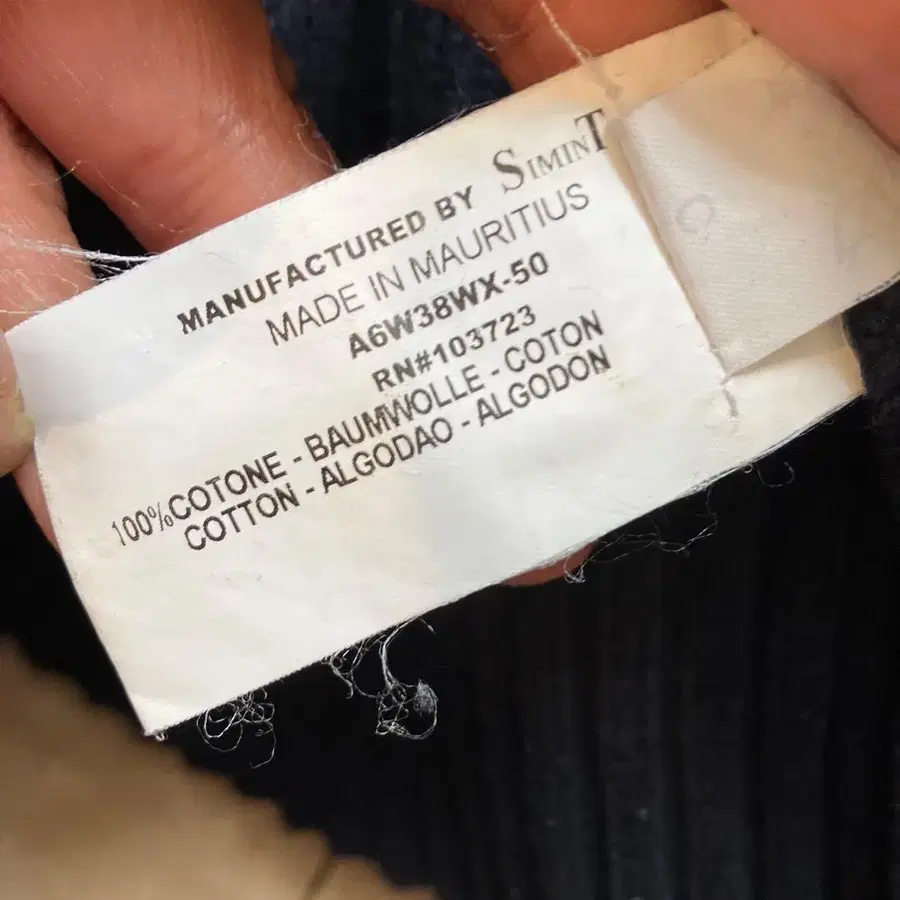 MANUFACTURED BY SIMINT
MADE IN MAURITIUS
A6W38WX-50
RN#103723
100%COTONE - BAUMWOLLE - COTON
COTTON - ALGODAO - ALGODON